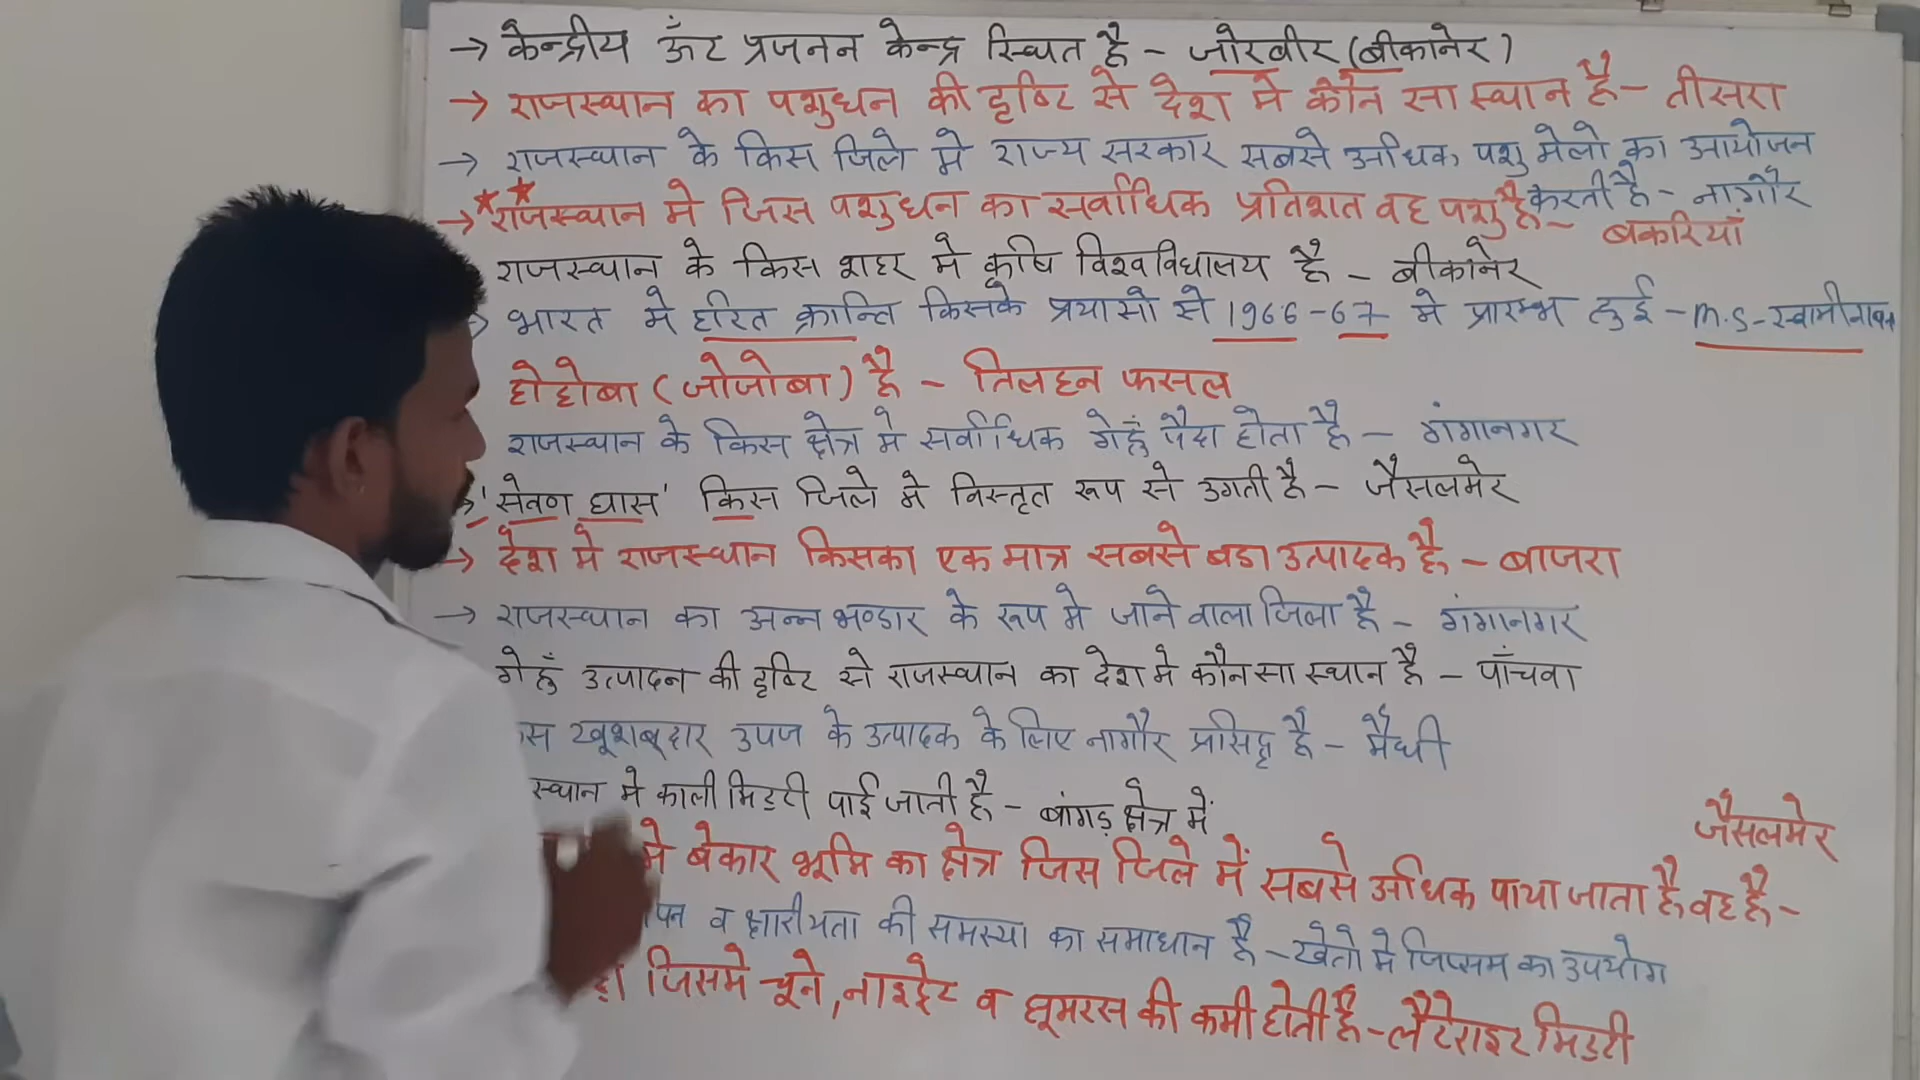 → केन्द्रीय ऊँट प्रजनन केन्द्र स्थित है - जोरबीर (बीकानेर)
→ राजस्थान का पशुधन की दृष्टि से देश मे कौन सा स्थान है - तीसरा
→ राजस्थान के किस जिले मे राज्य सरकार सबसे अधिक पशु मेलो का आयोजन
करती है - नागौर
→ राजस्थान मे जिस पशुधन का सर्वाधिक प्रतिशत वह पशु है - बकरियाँ
राजस्थान के किस शहर मे कृषि विश्वविद्यालय है - बीकानेर
→ भारत मे हरित क्रान्ति किसके प्रयासो से 1966-67 मे प्रारम्भ हुई - M.S-स्वामीनाथन
होहोबा (जोजोबा) है - तिलहन फसल
राजस्थान के किस क्षेत्र मे सर्वाधिक गेहूँ पैदा होता है - गंगानगर
→ 'सेवण घास' किस जिले मे विस्तृत रूप से उगती है - जैसलमेर
→ देश मे राजस्थान किसका एक मात्र सबसे बडा उत्पादक है - बाजरा
→ राजस्थान का अन्न भण्डार के रूप मे जाने वाला जिला है - गंगानगर
गेहूँ उत्पादन की दृष्टि से राजस्थान का देश मे कौन सा स्थान है - पाँचवा
स खूशबूदार उपज के उत्पादक के लिए नागौर प्रसिद्ध है - मैथी
स्थान मे काली मिट्टी पाई जाती है - बांगड़ क्षेत्र में
मे बेकार भूमि का क्षेत्र जिस जिले में सबसे अधिक पाया जाता है वह है - जैसलमेर
पन व क्षारीयता की समस्या का समाधान है - खेतो मे जिप्सम का उपयोग
दा जिसमे चूने, नाइट्रेट व ह्यूमरस की कमी होती है - लैटेराइट मिट्टी